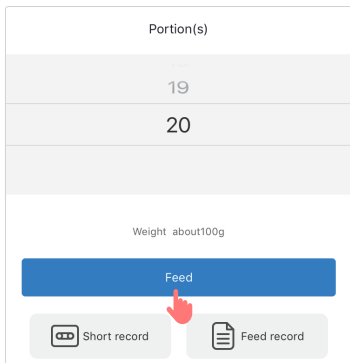 Portion(s)
19
20
Weight about100g
Feed
Short record
Feed record